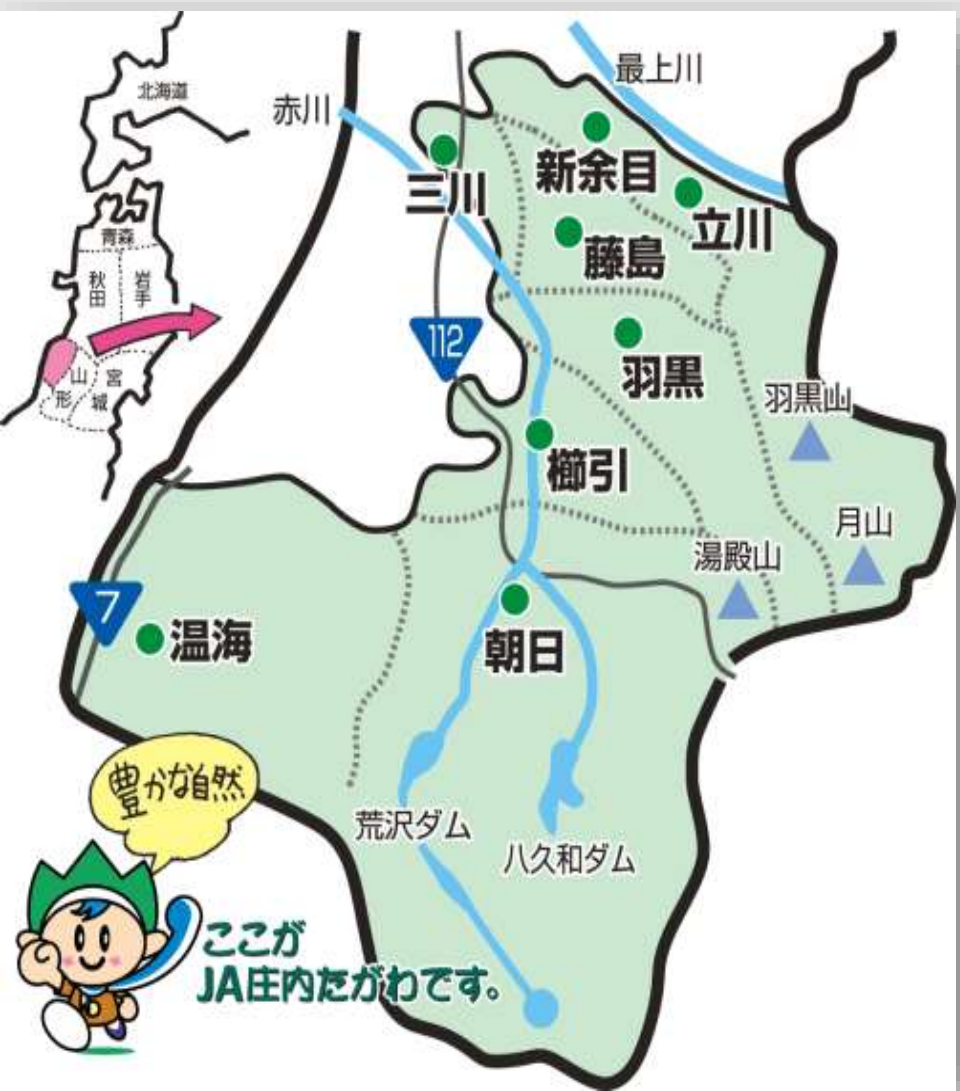 北海道
青森
秋田
岩手
山形
宮城
赤川
最上川
三川
新余目
立川
藤島
112
羽黒
羽黒山
櫛引
月山
湯殿山
7
温海
朝日
豊かな自然
荒沢ダム
八久和ダム
ここが
JA庄内たがわです。